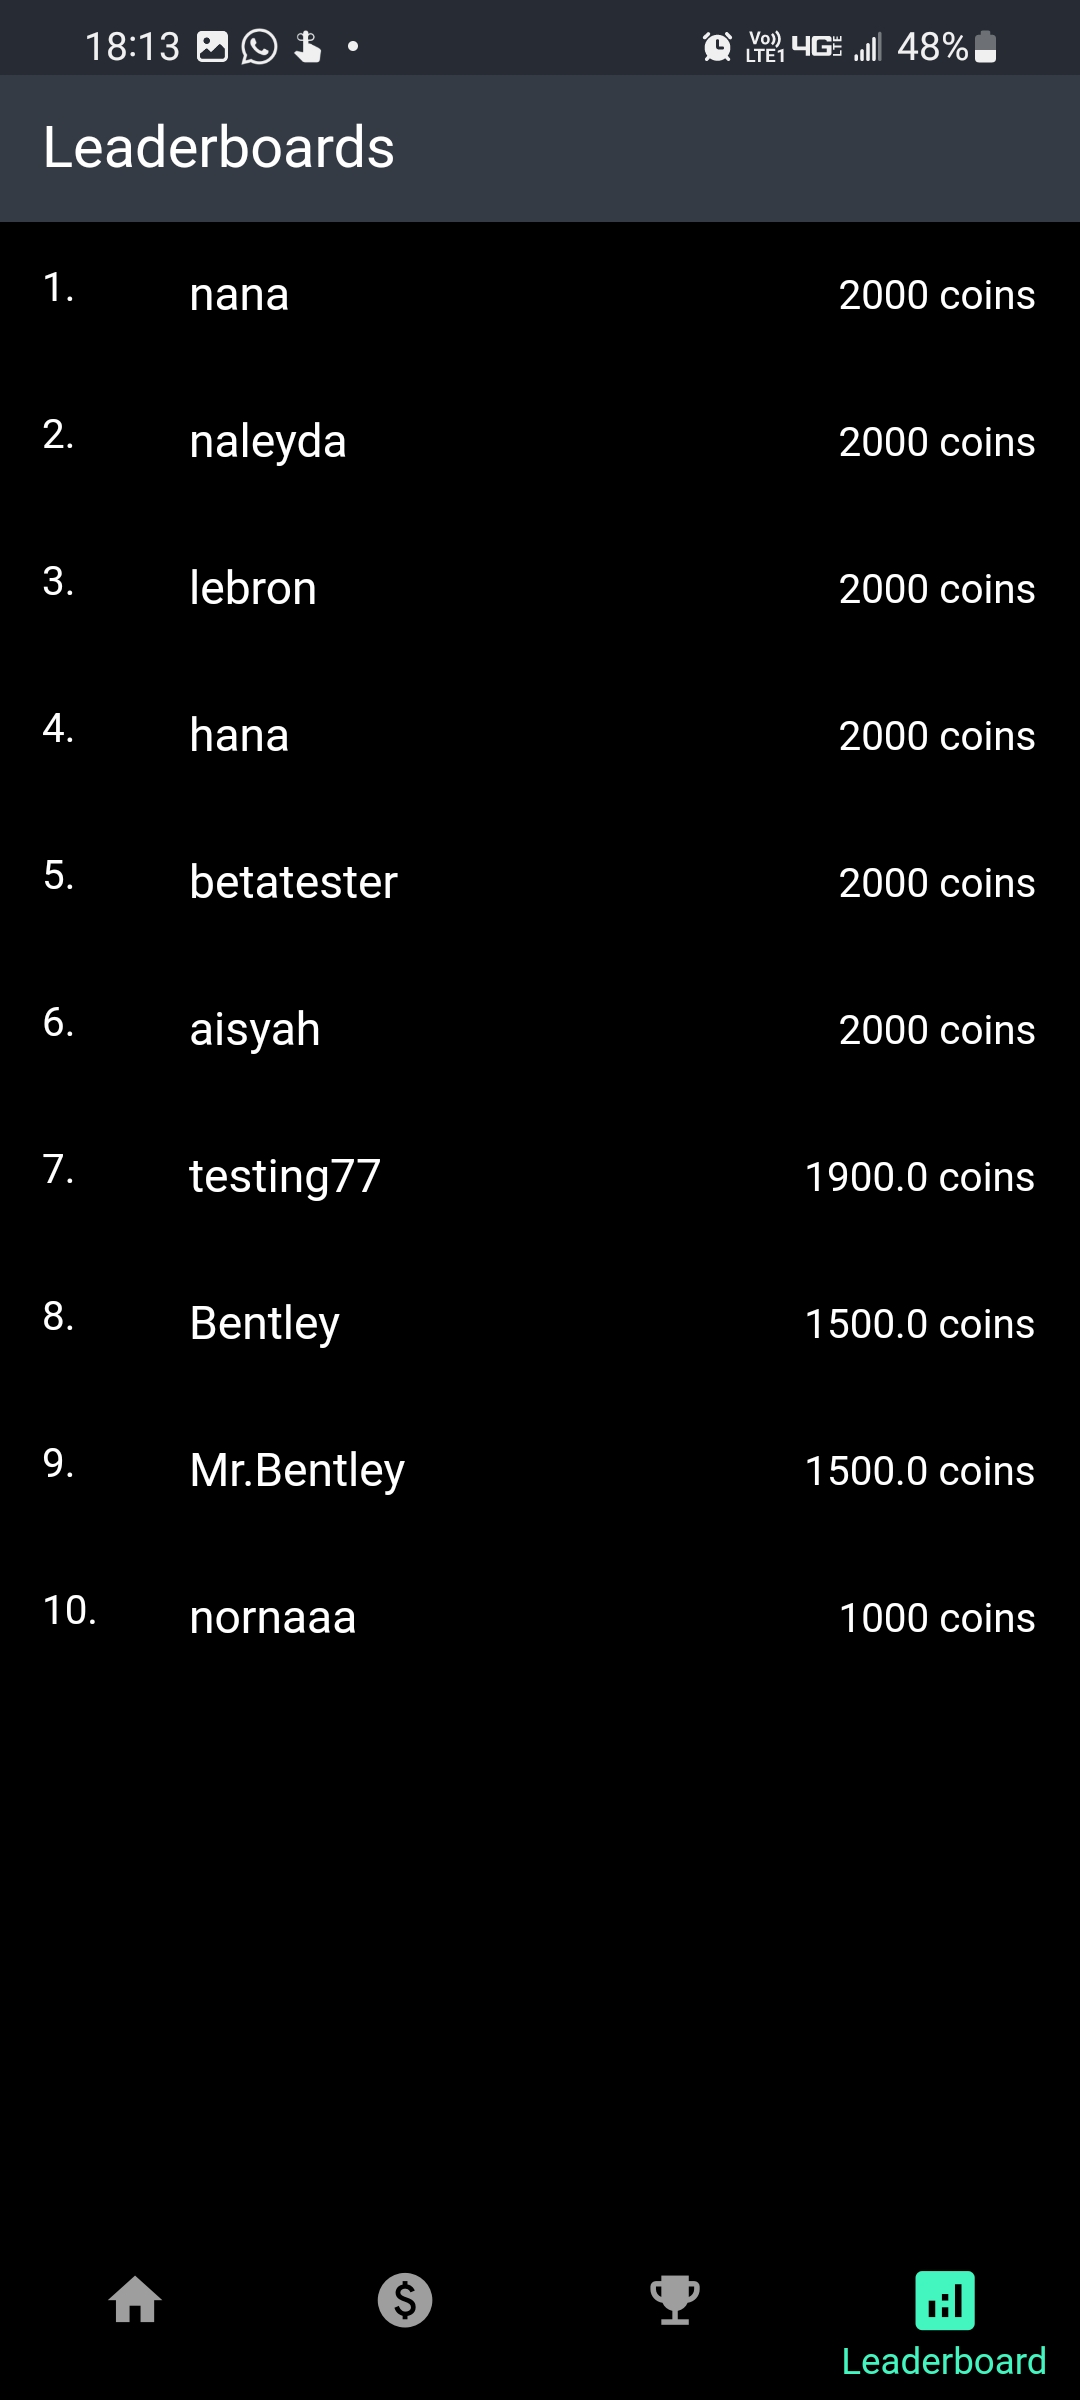 18:13 Vo)) LTE1 4G LTE 48%
Leaderboards
1. nana 2000 coins
2. naleyda 2000 coins
3. lebron 2000 coins
4. hana 2000 coins
5. betatester 2000 coins
6. aisyah 2000 coins
7. testing77 1900.0 coins
8. Bentley 1500.0 coins
9. Mr.Bentley 1500.0 coins
10. nornaaa 1000 coins
Leaderboard